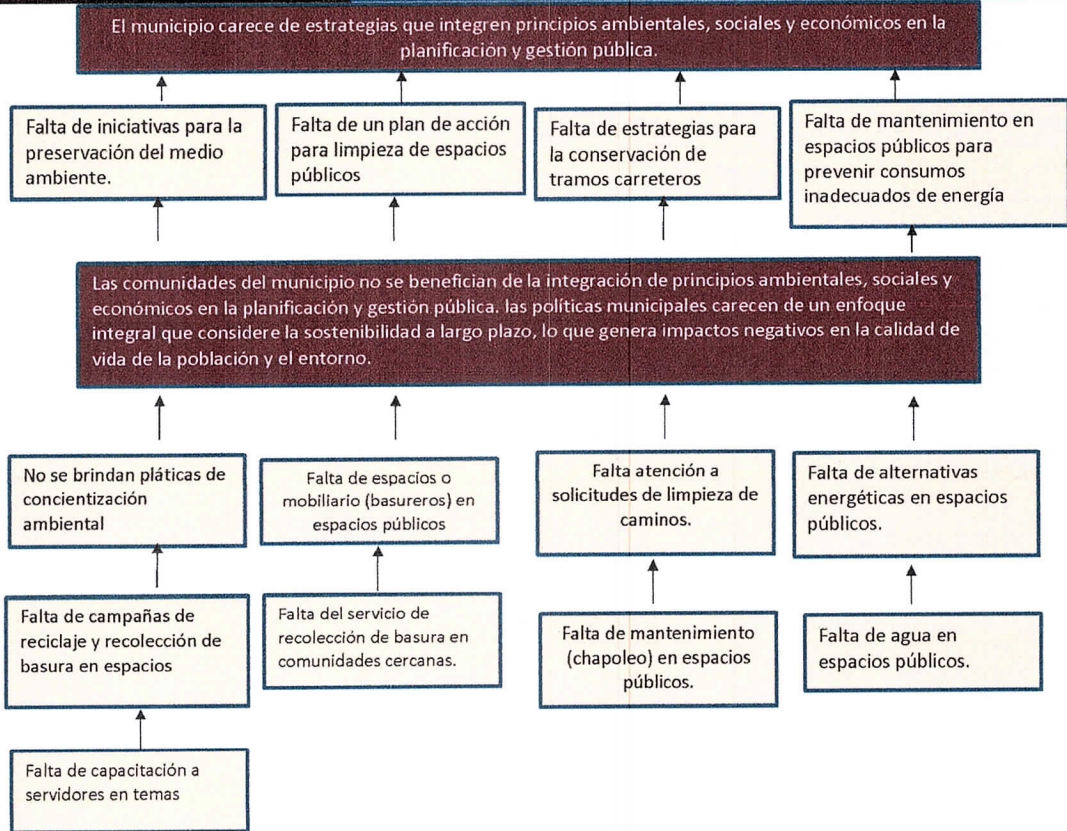 El municipio carece de estrategias que integren principios ambientales, sociales y económicos en la
planificación y gestión pública.
Falta de iniciativas para la
preservación del medio
ambiente.
Falta de un plan de acción
para limpieza de espacios
públicos
Falta de estrategias para
la conservación de
tramos carreteros
Falta de mantenimiento en
espacios públicos para
prevenir consumos
inadecuados de energía
Las comunidades del municipio no se benefician de la integración de principios ambientales, sociales y
económicos en la planificación y gestión pública. las políticas municipales carecen de un enfoque
integral que considere la sostenibilidad a largo plazo, lo que genera impactos negativos en la calidad de
vida de la población y el entorno.
No se brindan pláticas de
concientización
ambiental
Falta de espacios o
mobiliario (basureros) en
espacios públicos
Falta atención a
solicitudes de limpieza de
caminos.
Falta de alternativas
energéticas en espacios
públicos.
Falta de campañas de
reciclaje y recolección de
basura en espacios
Falta del servicio de
recolección de basura en
comunidades cercanas.
Falta de mantenimiento
(chapoleo) en espacios
públicos.
Falta de agua en
espacios públicos.
Falta de capacitación a
servidores en temas